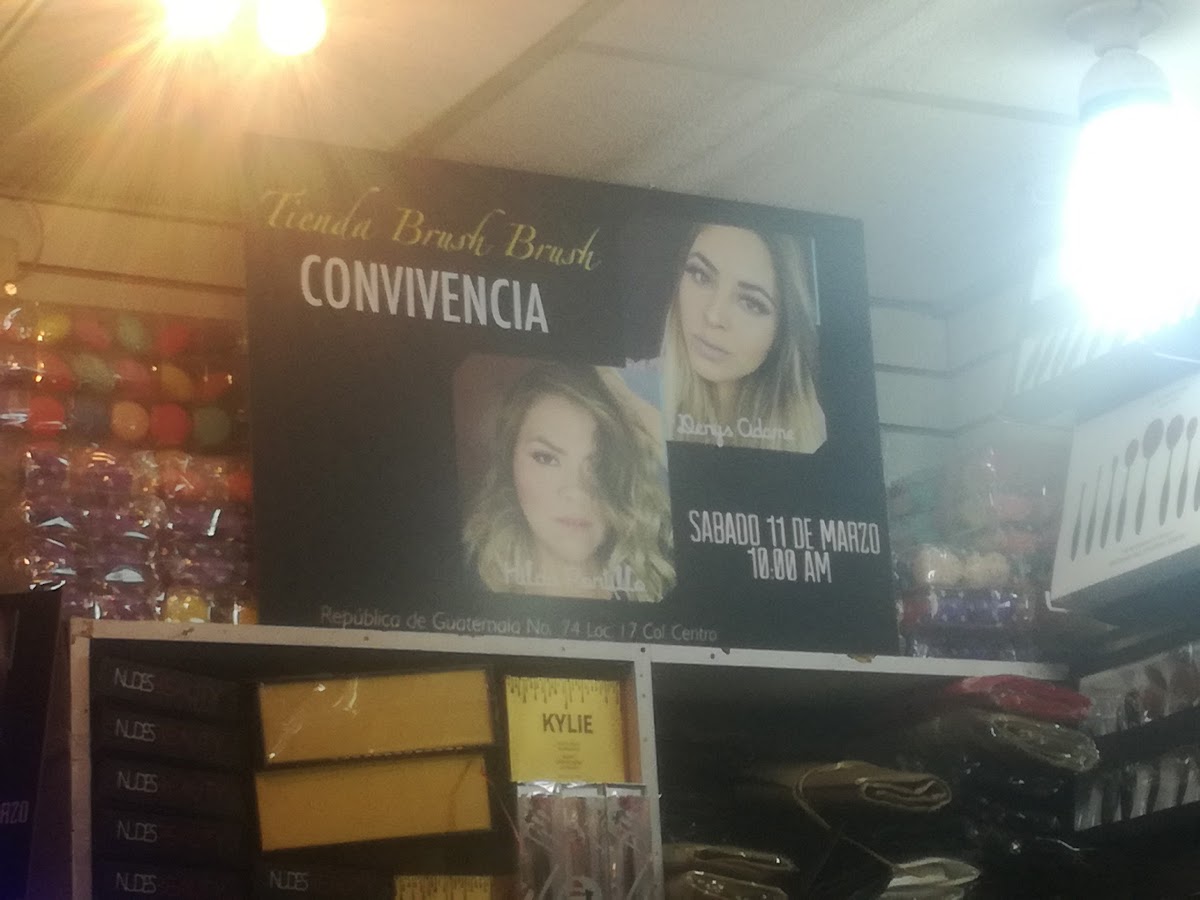 Tienda Brush Brush
CONVIVENCIA
Denys Adame
SABADO 11 DE MARZO
10:00 AM
República de Guatemala No. 74 Loc. 17 Col Centro
NUDES
NUDES
NUDES
NUDES
NUDES
NUDES
KYLIE